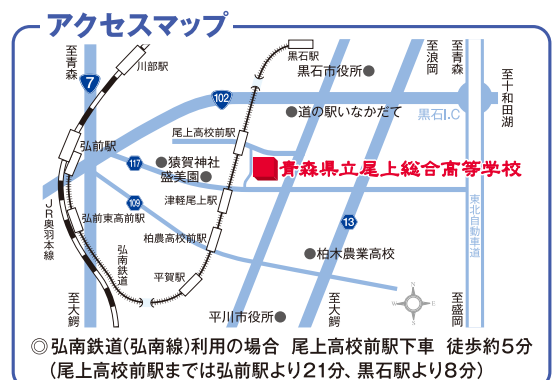 アクセスマップ
至青森
川部駅
7
102
黒石駅
黒石市役所
至浪岡
至青森
至十和田湖
道の駅いなかだて
黒石I.C
尾上高校前駅
弘前駅
117
猿賀神社
盛美園
青森県立尾上総合高等学校
109
津軽尾上駅
弘前東高前駅
柏農高校前駅
13
東北自動車道
JR奥羽本線
弘南鉄道
柏木農業高校
平賀駅
N
至大鰐
平川市役所
至大鰐
至盛岡
◎弘南鉄道(弘南線)利用の場合 尾上高校前駅下車 徒歩約5分
(尾上高校前駅までは弘前駅より21分、黒石駅より8分)